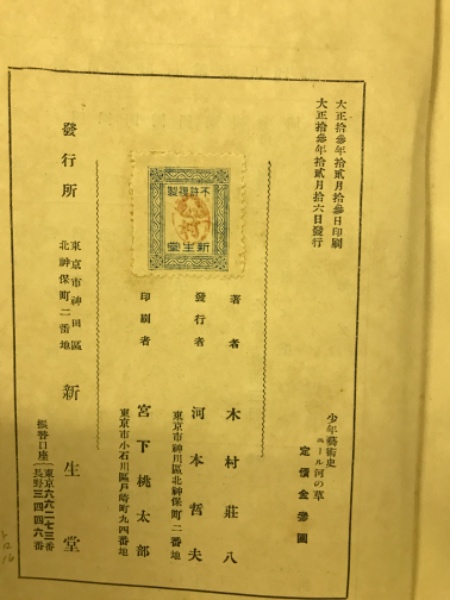 大正拾參年拾貳月拾參日印刷
大正拾參年拾貳月拾六日發行
少年藝術史
ニール河の草
定價金參圓
著者 木村莊八
發行者 河本哲夫
東京市神田區北神保町二番地
印刷者 宮下桃太郎
東京市小石川區戶崎町九四番地
不許複製
新生堂
發行所
東京市神田區
北神保町二番地
新生堂
振替口座
東京六六二七三番
長野三四四六番